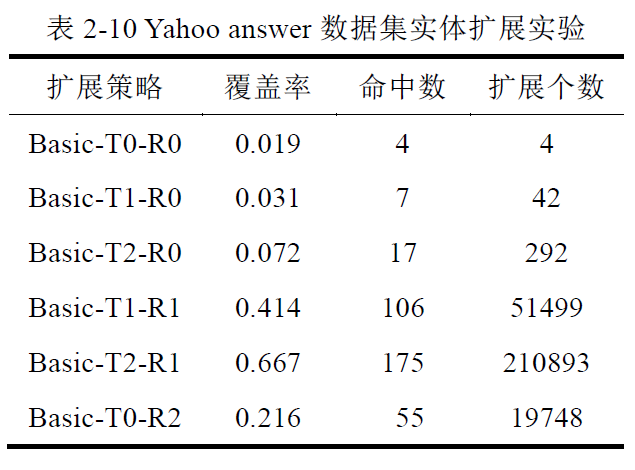 表 2-10 Yahoo answer 数据集实体扩展实验
扩展策略 覆盖率 命中数 扩展个数
Basic-T0-R0 0.019 4 4
Basic-T1-R0 0.031 7 42
Basic-T2-R0 0.072 17 292
Basic-T1-R1 0.414 106 51499
Basic-T2-R1 0.667 175 210893
Basic-T0-R2 0.216 55 19748